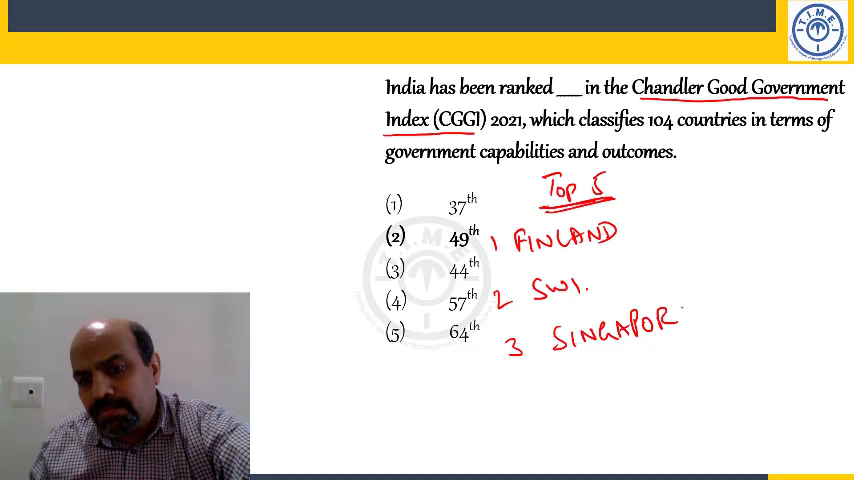 T.I.M.E.
India has been ranked ___ in the Chandler Good Government
Index (CGGI) 2021, which classifies 104 countries in terms of
government capabilities and outcomes.
Top 5
(1) 37th
(2) 49th
1 FINLAND
(3) 44th
2 SWI.
(4) 57th
(5) 64th
3 SINGAPOR